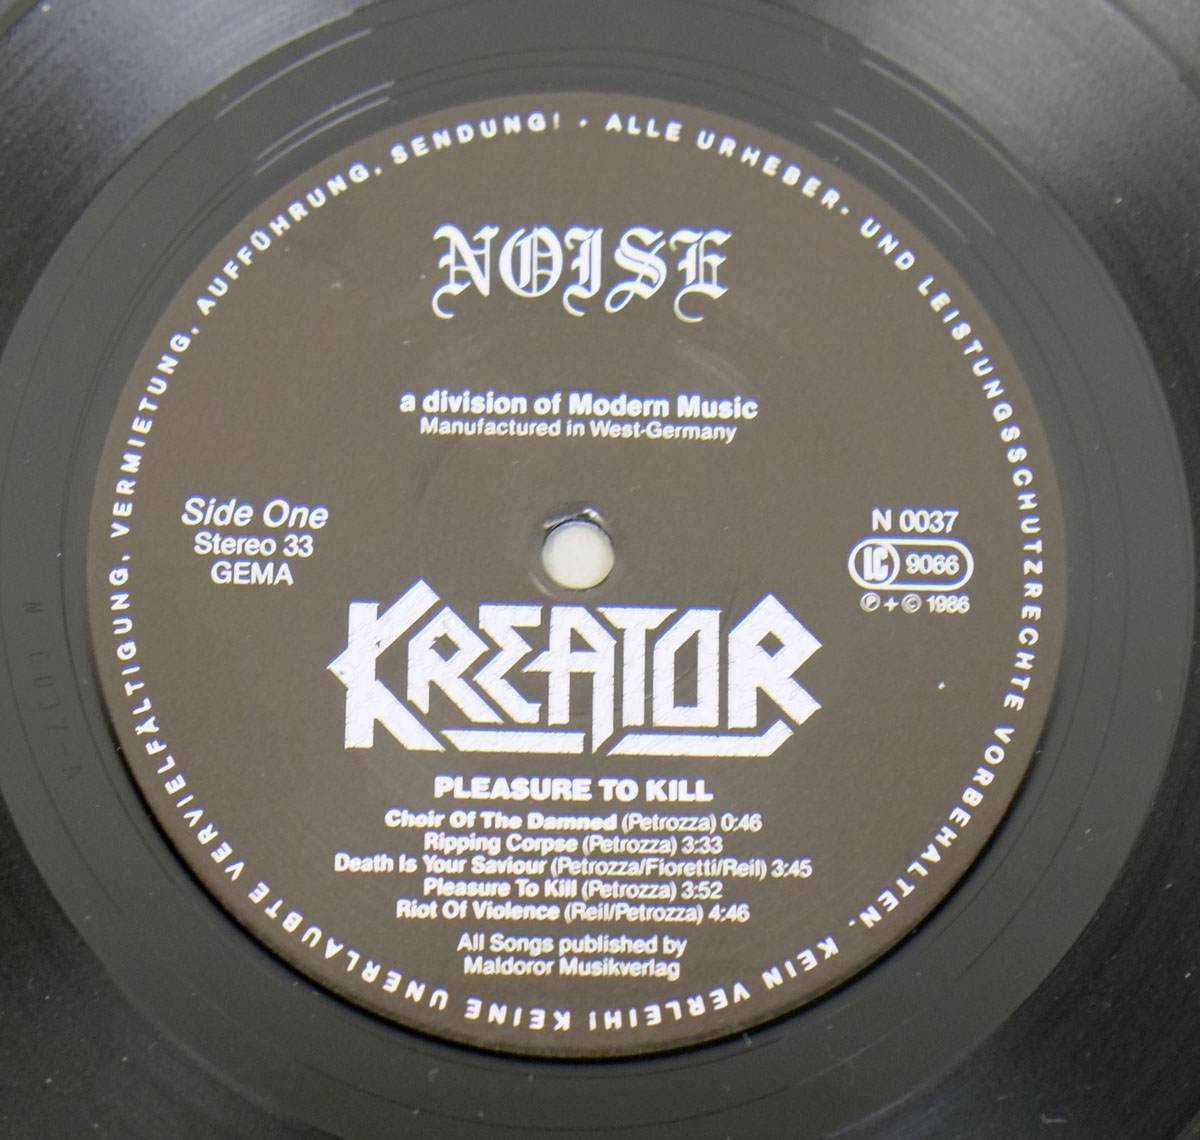 ALLE URHEBER- UND LEISTUNGSSCHUTZRECHTE VORBEHALTEN. KEIN VERLEIH! KEINE UNERLAUBTE VERVIELFÄLTIGUNG, VERMIETUNG, AUFFÜHRUNG, SENDUNG! ·
NOISE
a division of Modern Music
Manufactured in West-Germany
Side One
Stereo 33
GEMA
N 0037
LC 9066
Ⓟ + © 1986
KREATOR
PLEASURE TO KILL
Choir Of The Damned (Petrozza) 0:46
Ripping Corpse (Petrozza) 3:33
Death Is Your Saviour (Petrozza/Fioretti/Reil) 3:45
Pleasure To Kill (Petrozza) 3:52
Riot Of Violence (Reil/Petrozza) 4:46
All Songs published by
Maldoror Musikverlag
N 0037-A